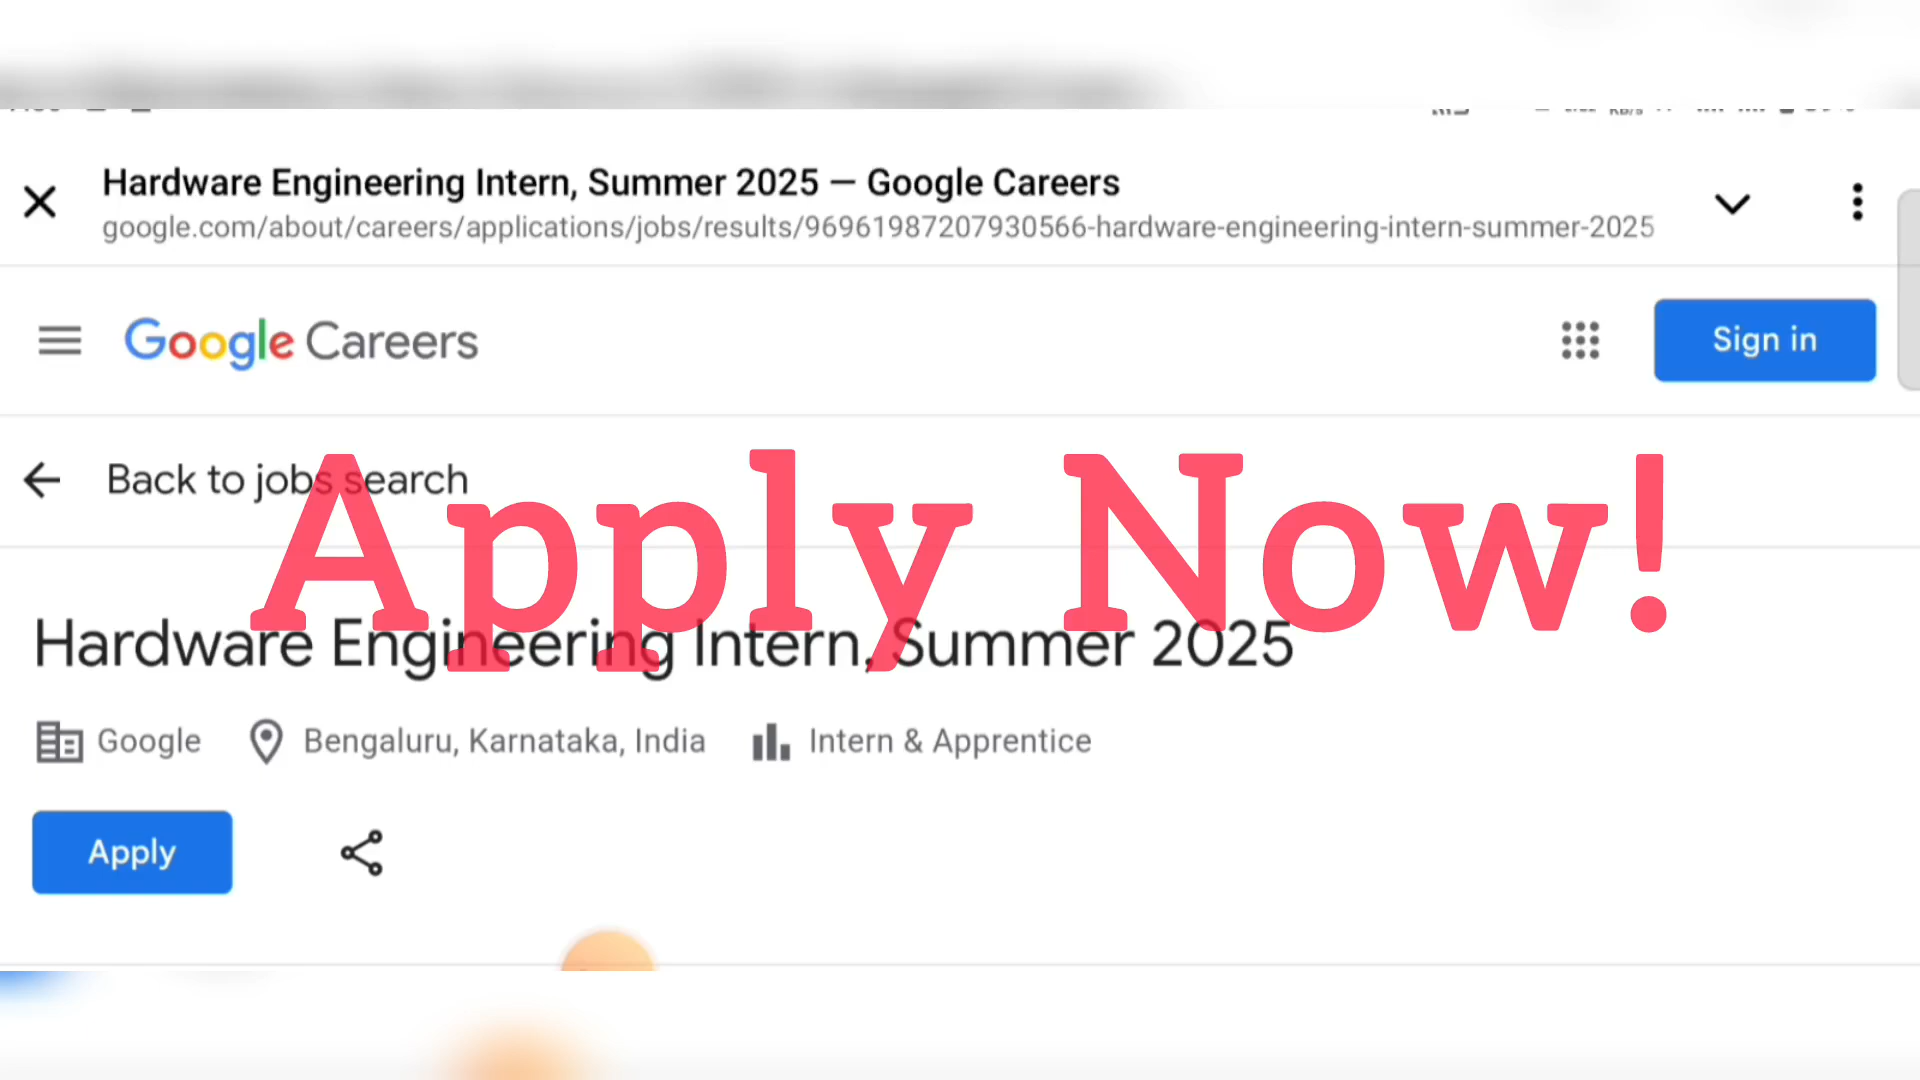 Hardware Engineering Intern, Summer 2025 — Google Careers
google.com/about/careers/applications/jobs/results/96961987207930566-hardware-engineering-intern-summer-2025
Google Careers
Sign in
Back to jobs search
Apply Now!
Hardware Engineering Intern, Summer 2025
Google
Bengaluru, Karnataka, India
Intern & Apprentice
Apply